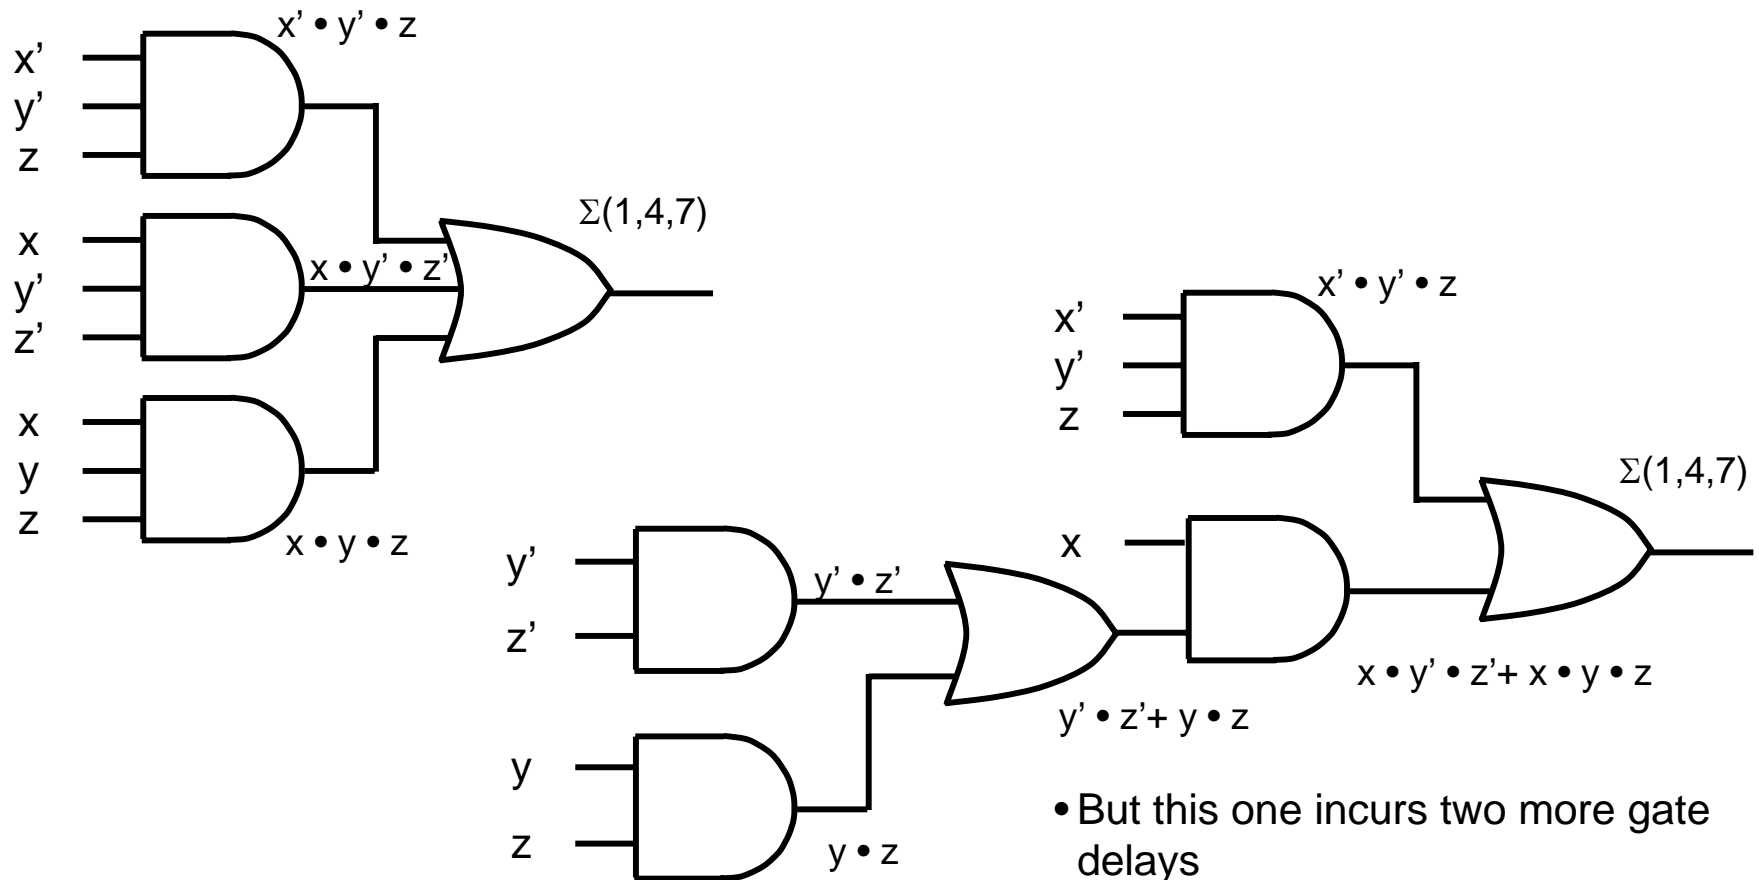 x' • y' • z
x'
y'
z
x
y'
z'
x • y' • z'
Σ(1,4,7)
x
y
z
x • y • z
x' • y' • z
x'
y'
z
Σ(1,4,7)
x
y'
z'
y' • z'
x • y' • z'+ x • y • z
y' • z'+ y • z
y
z
y • z
• But this one incurs two more gate
delays